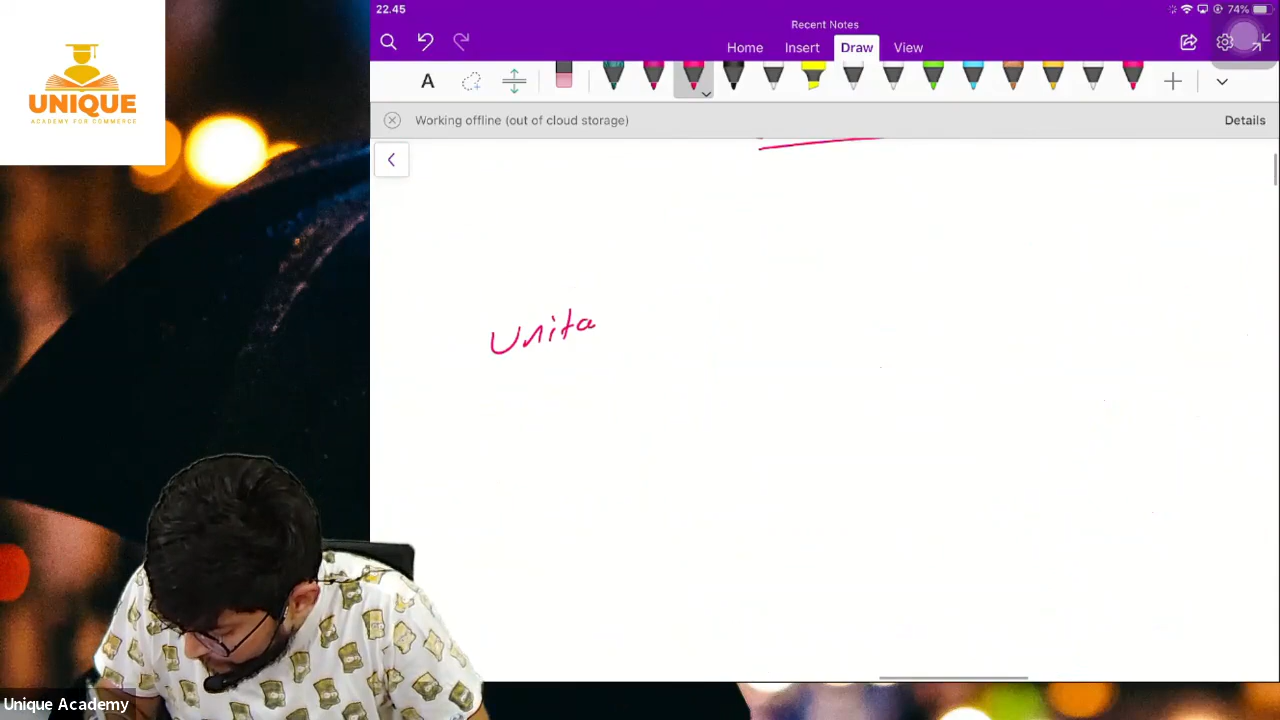 22.45
74%
Recent Notes
Home Insert Draw View
A
Working offline (out of cloud storage) Details
UNIQUE
ACADEMY FOR COMMERCE
Unita
Unique Academy